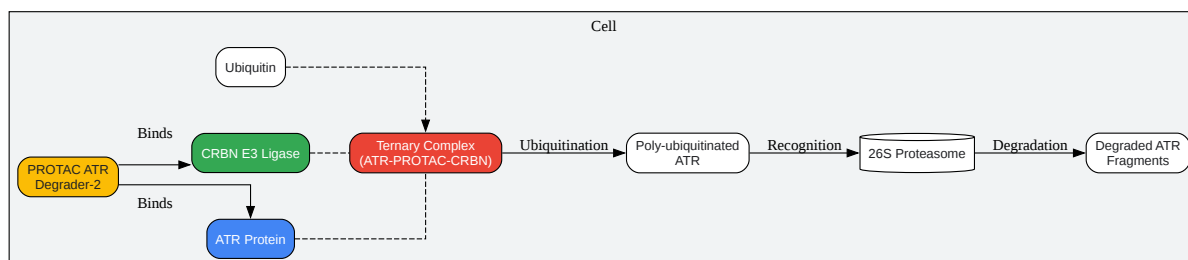 Cell
Ubiquitin
Binds
CRBN E3 Ligase
Ternary Complex
(ATR-PROTAC-CRBN)
Ubiquitination
Poly-ubiquitinated
ATR
Recognition
26S Proteasome
Degradation
Degraded ATR
Fragments
PROTAC ATR
Degrader-2
Binds
ATR Protein